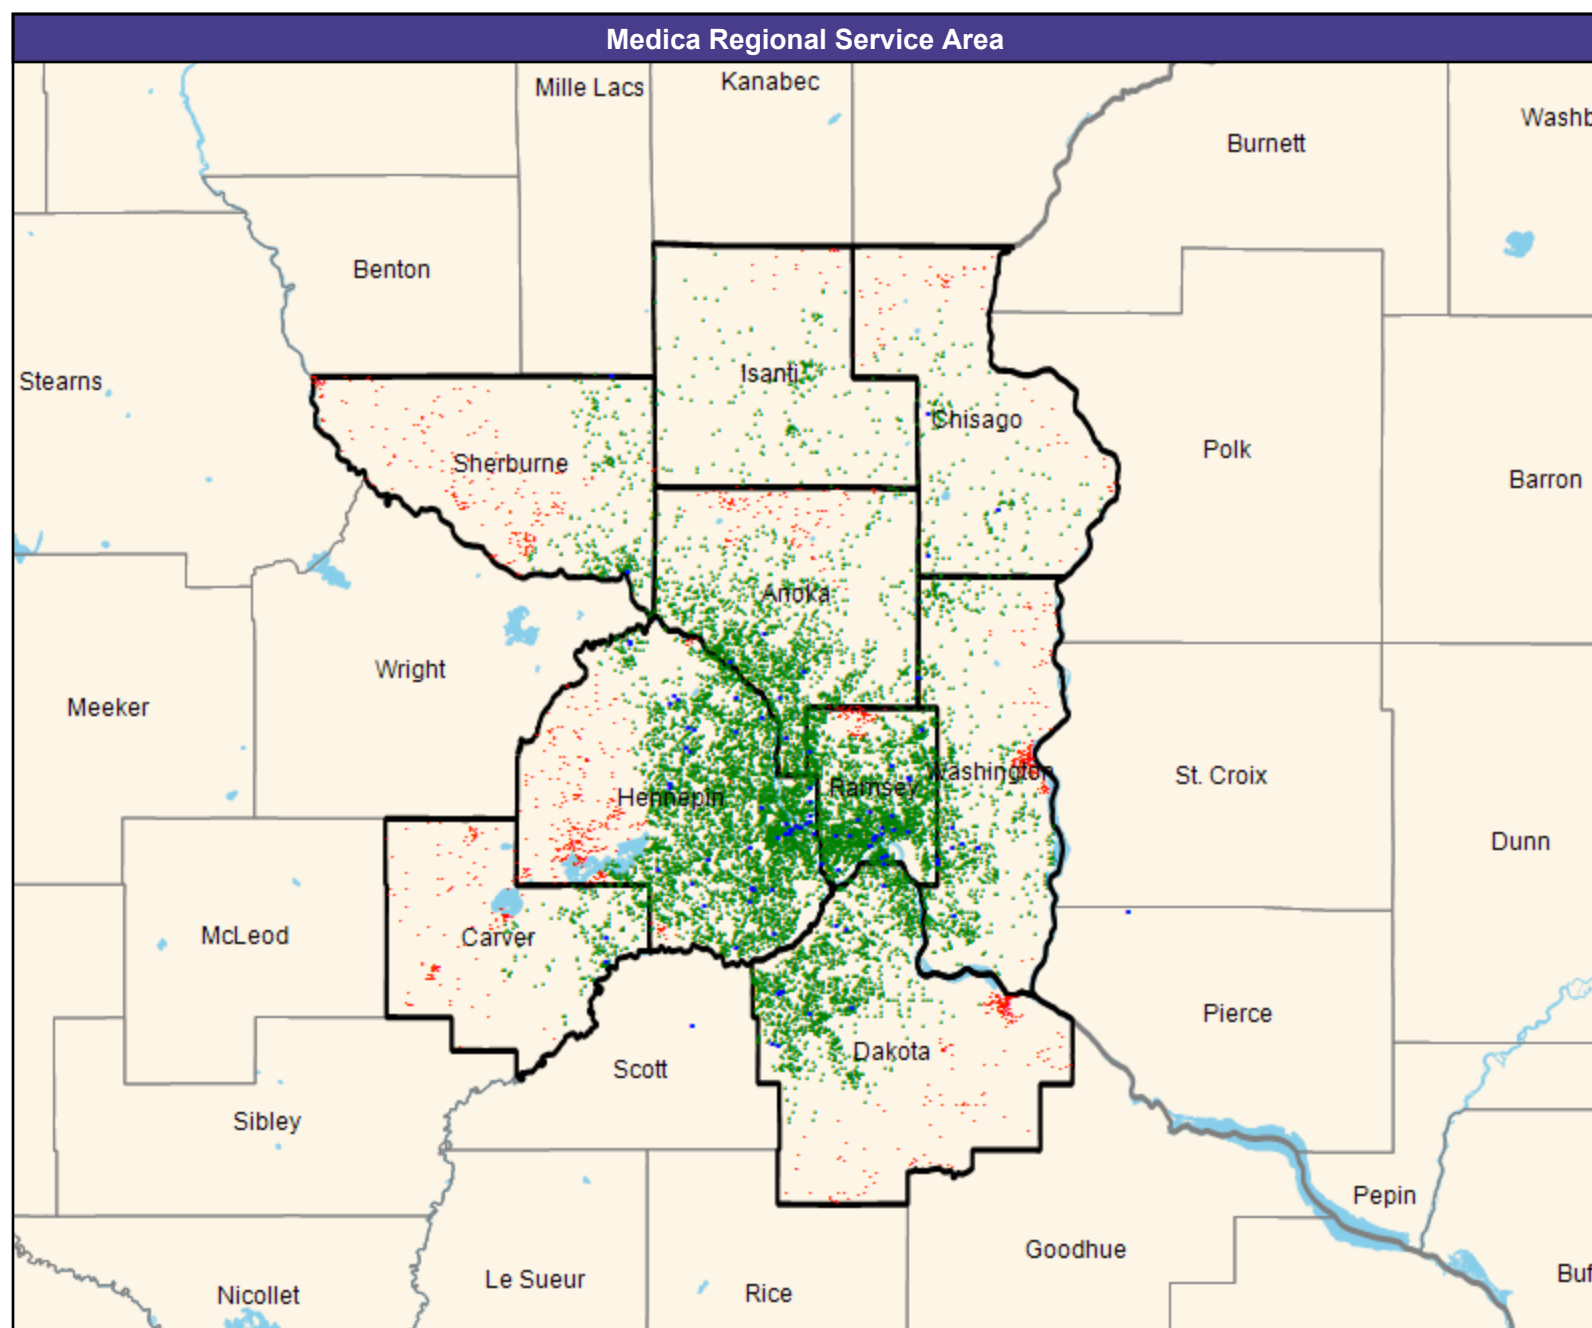 Medica Regional Service Area
Mille Lacs
Kanabec
Washb
Burnett
Benton
Stearns
Isanti
Chisago
Sherburne
Polk
Barron
Anoka
Wright
Meeker
Washington
St. Croix
Hennepin
Ramsey
Dunn
McLeod
Carver
Pierce
Scott
Dakota
Sibley
Pepin
Goodhue
Le Sueur
Rice
Nicollet
Buf